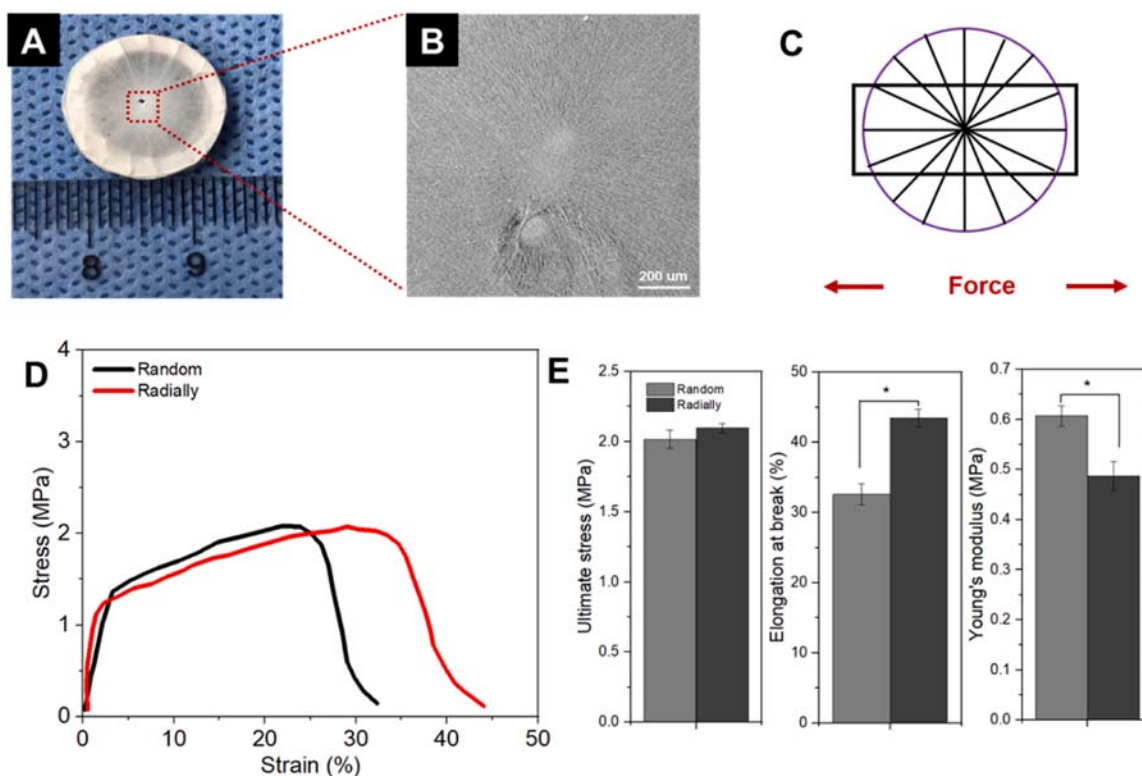 A
8 9
B
200 um
C
Force
D
Random
Radially
Stress (MPa)
4
3
2
1
0
0 10 20 30 40 50
Strain (%)
E
Ultimate stress (MPa)
2.5
2.0
1.5
1.0
0.5
0.0
Random
Radially
Elongation at break (%)
50
40
30
20
10
0
*
Young's modulus (MPa)
0.7
0.6
0.5
0.4
0.3
0.2
0.1
0.0
*